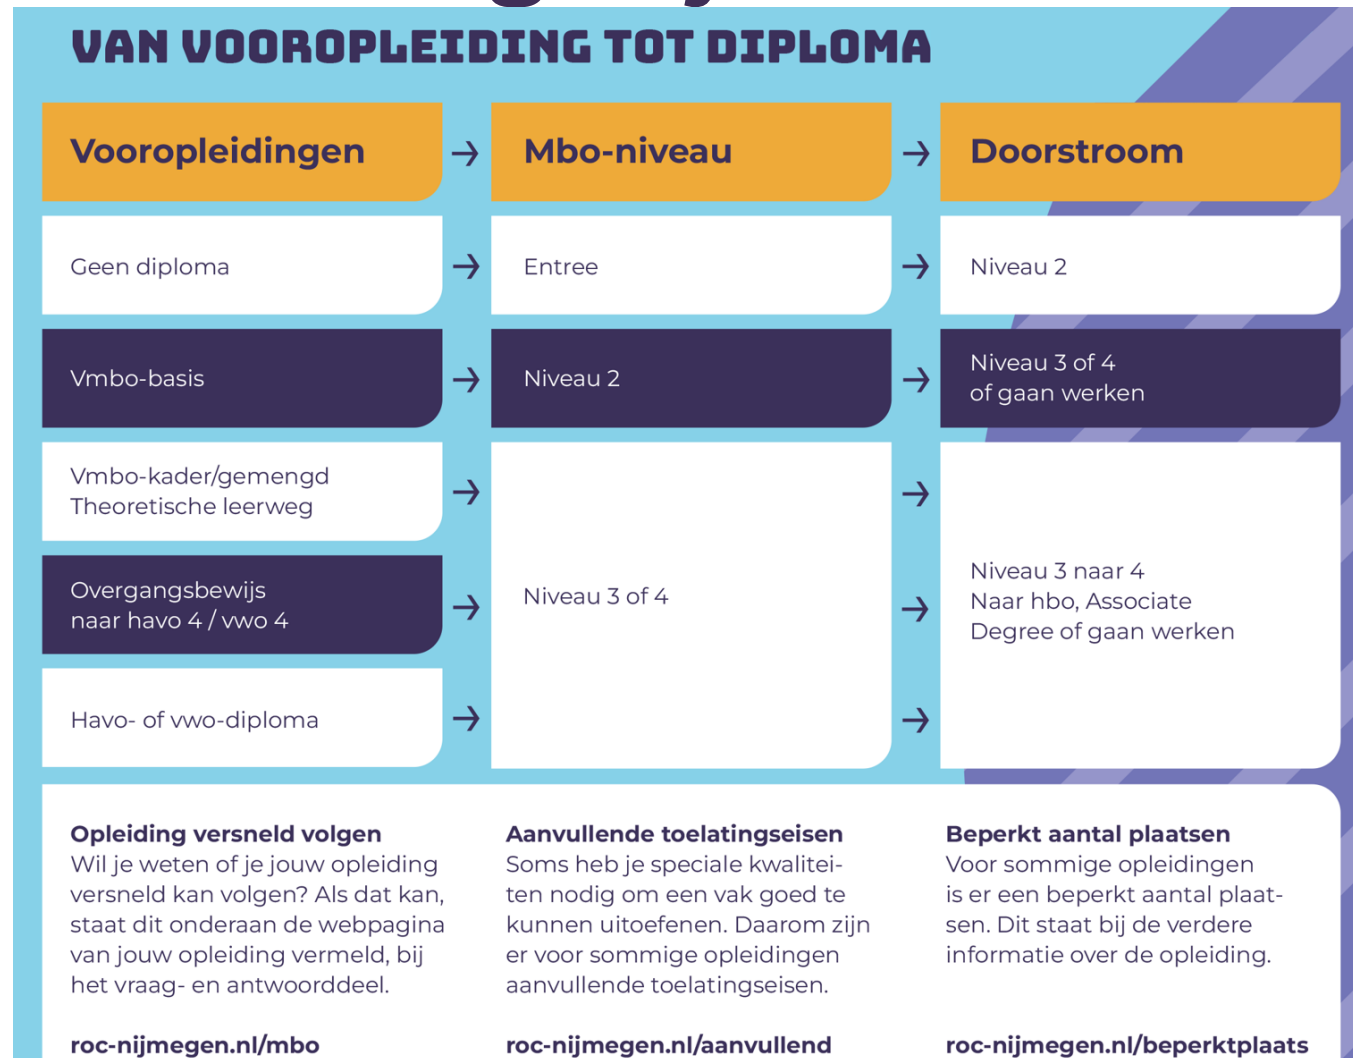 VAN VOOROPLEIDING TOT DIPLOMA
Vooropleidingen → Mbo-niveau → Doorstroom
Geen diploma → Entree → Niveau 2
Vmbo-basis → Niveau 2 → Niveau 3 of 4
of gaan werken
Vmbo-kader/gemengd
Theoretische leerweg
Overgangsbewijs
naar havo 4 / vwo 4
Havo- of vwo-diploma
Niveau 3 of 4
Niveau 3 naar 4
Naar hbo, Associate
Degree of gaan werken
Opleiding versneld volgen
Wil je weten of je jouw opleiding
versneld kan volgen? Als dat kan,
staat dit onderaan de webpagina
van jouw opleiding vermeld, bij
het vraag- en antwoorddeel.
roc-nijmegen.nl/mbo
Aanvullende toelatingseisen
Soms heb je speciale kwalitei-
ten nodig om een vak goed te
kunnen uitoefenen. Daarom zijn
er voor sommige opleidingen
aanvullende toelatingseisen.
roc-nijmegen.nl/aanvullend
Beperkt aantal plaatsen
Voor sommige opleidingen
is er een beperkt aantal plaat-
sen. Dit staat bij de verdere
informatie over de opleiding.
roc-nijmegen.nl/beperktplaats